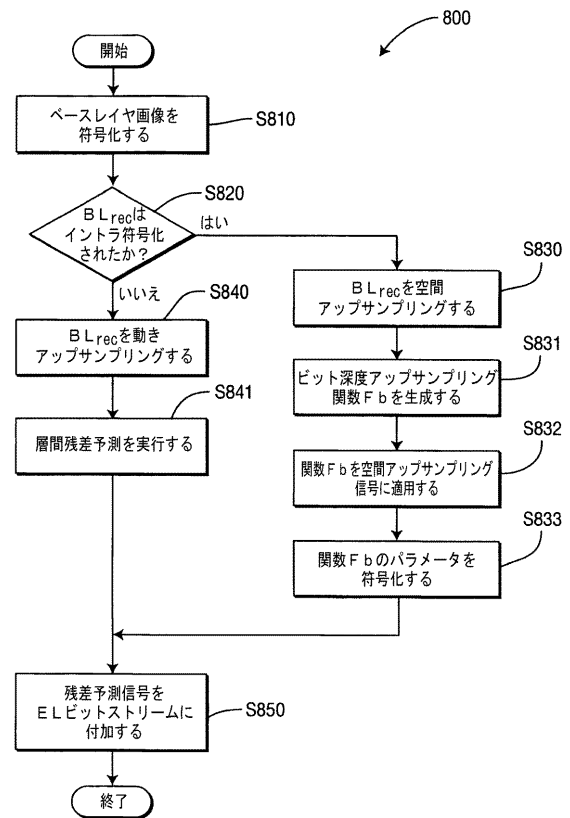 800
開始
ベースレイヤ画像を
符号化する
S810
S820
BLrecは
イントラ符号化
されたか？
はい
いいえ
S830
BLrecを空間
アップサンプリングする
S840
BLrecを動き
アップサンプリングする
S831
ビット深度アップサンプリング
関数Fbを生成する
S841
層間残差予測を実行する
S832
関数Fbを空間アップサンプリング
信号に適用する
S833
関数Fbのパラメータを
符号化する
残差予測信号を
ELビットストリームに
付加する
S850
終了